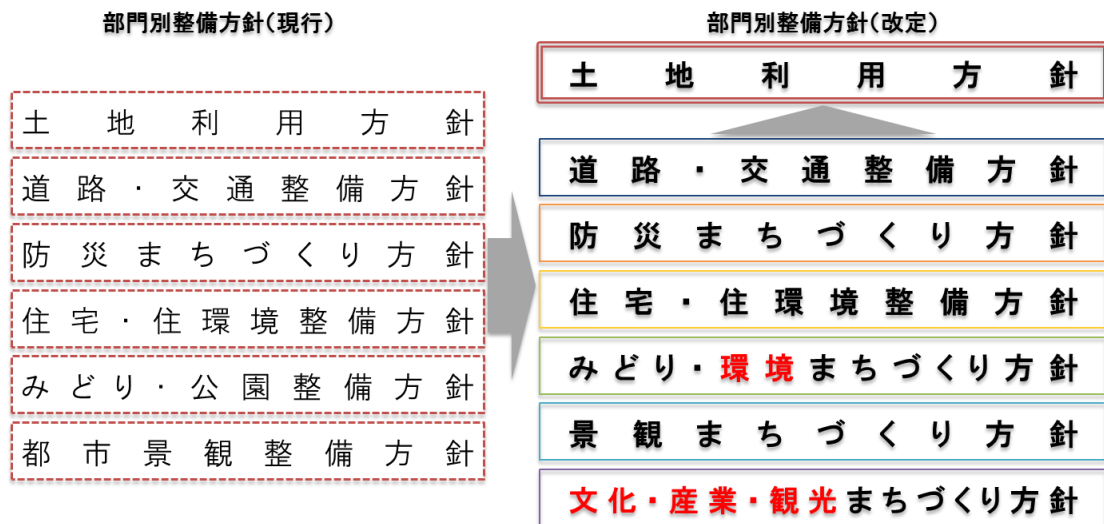 部門別整備方針(現行)
土地利用方針
道路・交通整備方針
防災まちづくり方針
住宅・住環境整備方針
みどり・公園整備方針
都市景観整備方針
部門別整備方針(改定)
土地利用方針
道路・交通整備方針
防災まちづくり方針
住宅・住環境整備方針
みどり・環境まちづくり方針
景観まちづくり方針
文化・産業・観光まちづくり方針